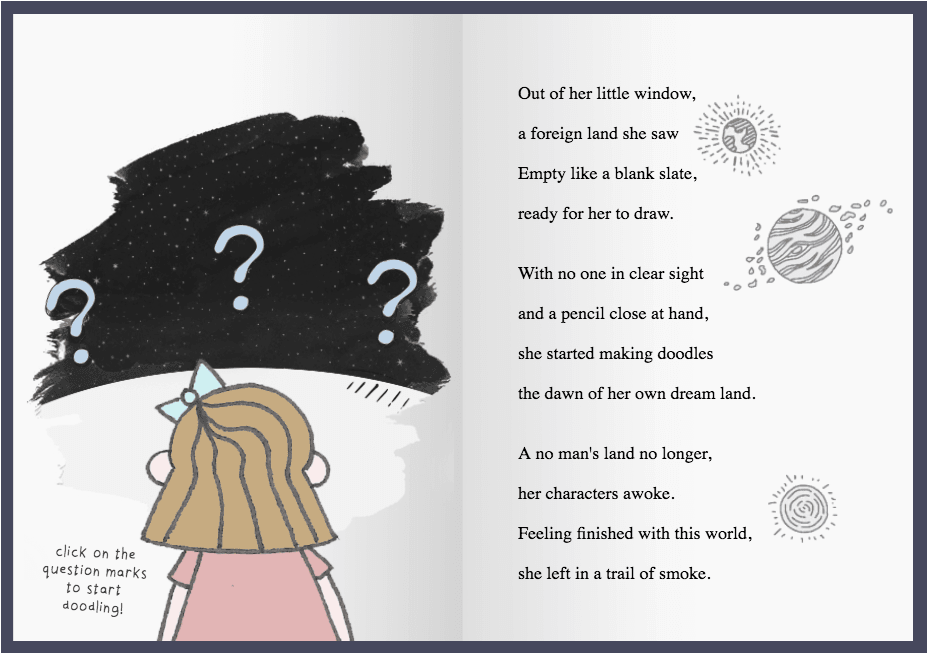 ?
?
?
click on the
question marks
to start
doodling!
Out of her little window,
a foreign land she saw
Empty like a blank slate,
ready for her to draw.
With no one in clear sight
and a pencil close at hand,
she started making doodles
the dawn of her own dream land.
A no man's land no longer,
her characters awoke.
Feeling finished with this world,
she left in a trail of smoke.